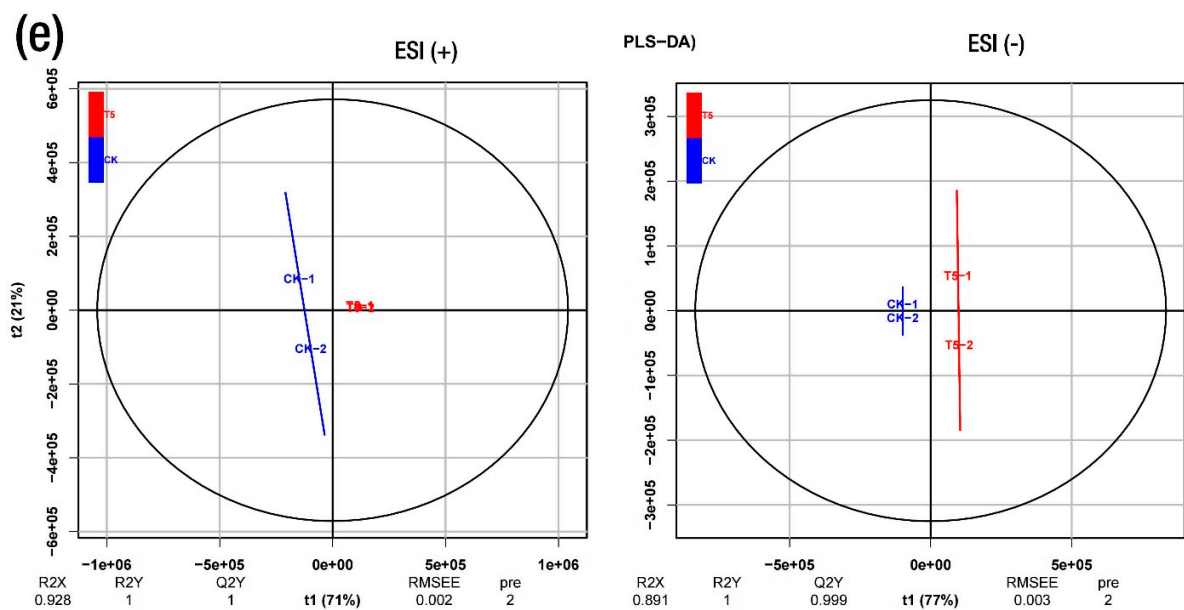 (e)
ESI (+)
T5
CK
CK-1
CK-2
t2 (21%)
6e+05
4e+05
2e+05
0e+00
-2e+05
-4e+05
-6e+05
-1e+06 -5e+05 0e+00 5e+05 1e+06
R2X R2Y Q2Y RMSEE pre
0.928 1 1 t1 (71%) 0.002 2
PLS-DA)
ESI (-)
T5
CK
CK-1
CK-2
T5-1
T5-2
3e+05
2e+05
1e+05
0e+00
-1e+05
-2e+05
-3e+05
-5e+05 0e+00 5e+05
R2X R2Y Q2Y RMSEE pre
0.891 1 0.999 t1 (77%) 0.003 2